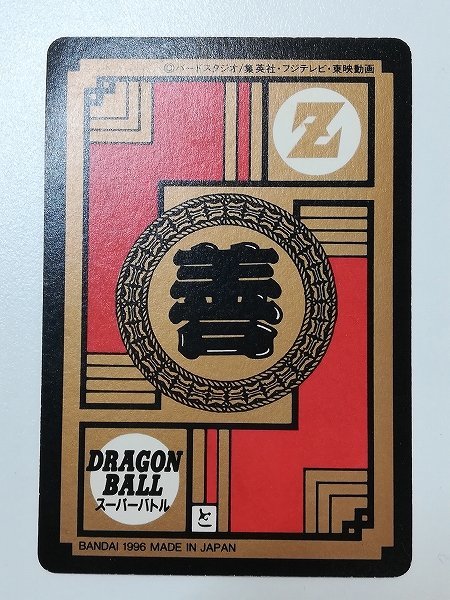 ©バードスタジオ/集英社・フジテレビ・東映動画
Z
善
DRAGON
BALL
スーパーバトル
と
BANDAI 1996 MADE IN JAPAN